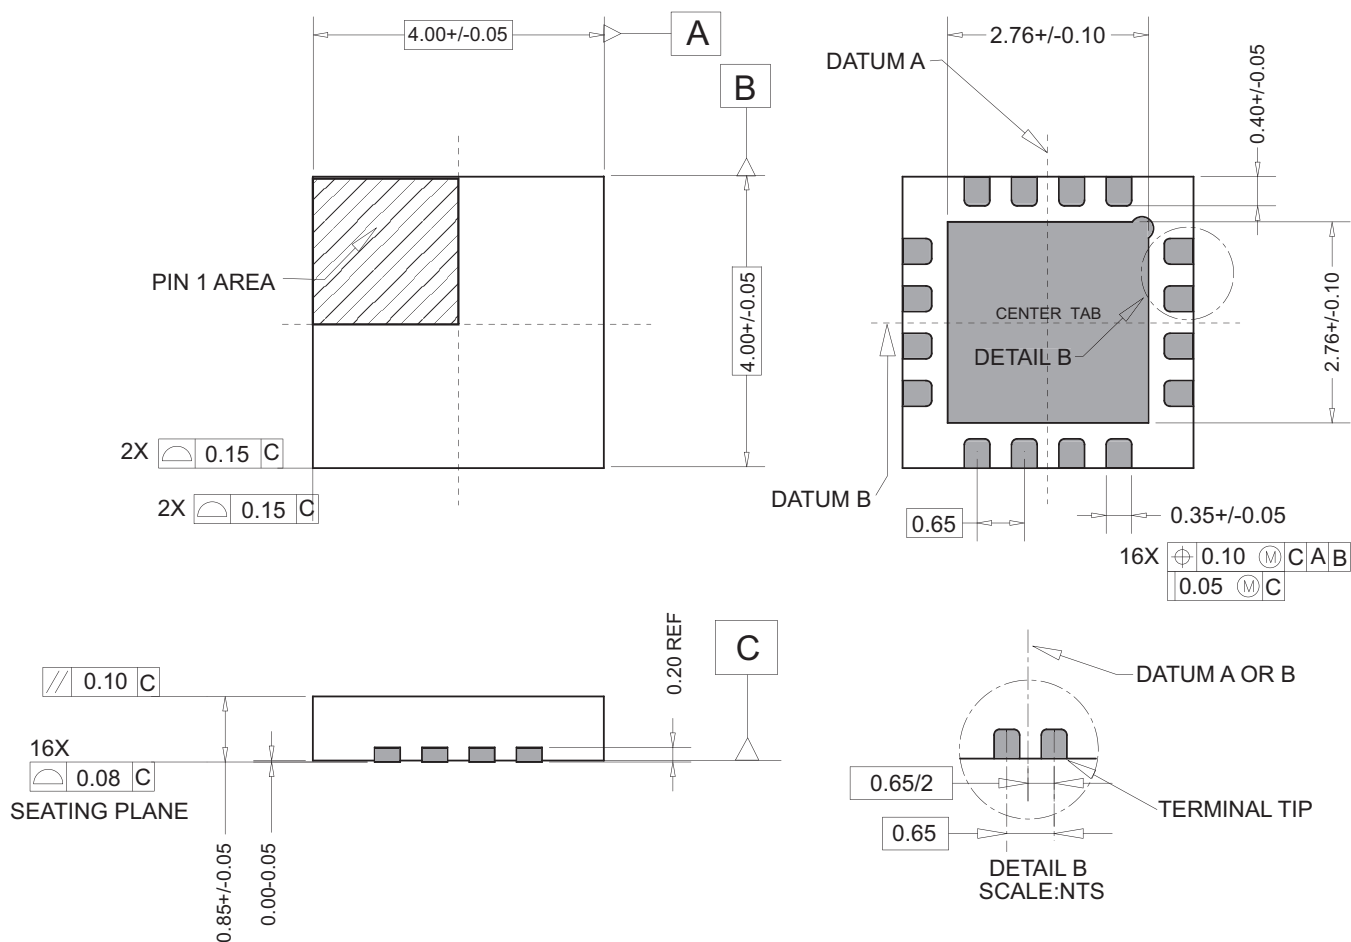 4.00+/-0.05
A
B
PIN 1 AREA
4.00+/-0.05
2X 0.15 C
2X 0.15 C
2.76+/-0.10
DATUM A
0.40+/-0.05
CENTER TAB
DETAIL B
2.76+/-0.10
DATUM B
0.65
0.35+/-0.05
16X 0.10 Ⓜ C A B
0.05 Ⓜ C
// 0.10 C
16X
0.08 C
SEATING PLANE
0.85+/-0.05
0.00-0.05
0.20 REF
C
DATUM A OR B
0.65/2
TERMINAL TIP
0.65
DETAIL B
SCALE:NTS